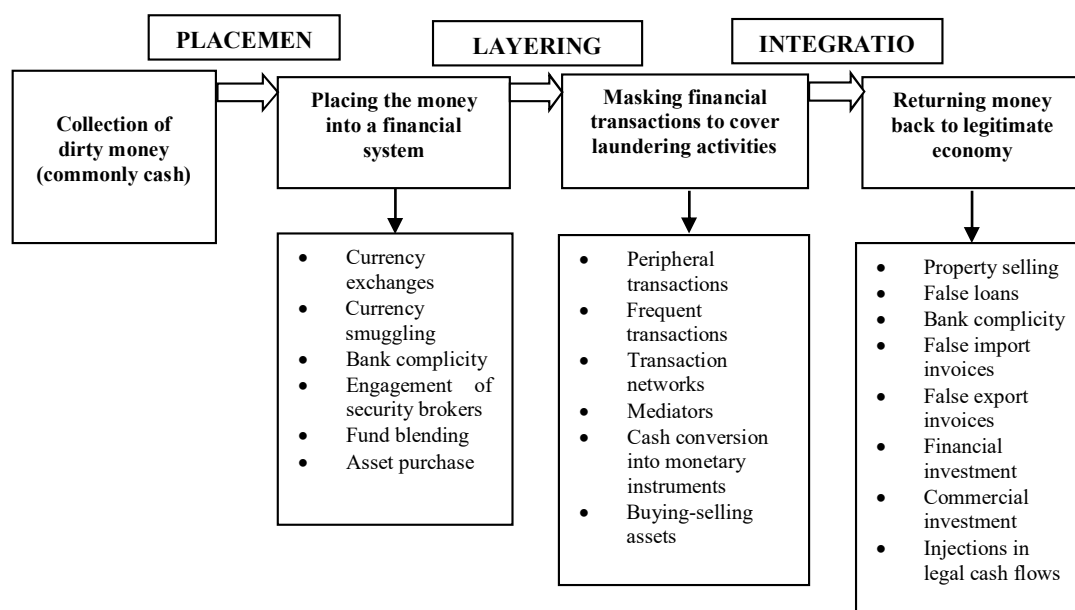 PLACEMEN
LAYERING
INTEGRATIO
Collection of
dirty money
(commonly cash)
Placing the money
into a financial
system
Masking financial
transactions to cover
laundering activities
Returning money
back to legitimate
economy
• Currency
exchanges
• Currency
smuggling
• Bank complicity
• Engagement of
security brokers
• Fund blending
• Asset purchase
• Peripheral
transactions
• Frequent
transactions
• Transaction
networks
• Mediators
• Cash conversion
into monetary
instruments
• Buying-selling
assets
• Property selling
• False loans
• Bank complicity
• False import
invoices
• False export
invoices
• Financial
investment
• Commercial
investment
• Injections in
legal cash flows